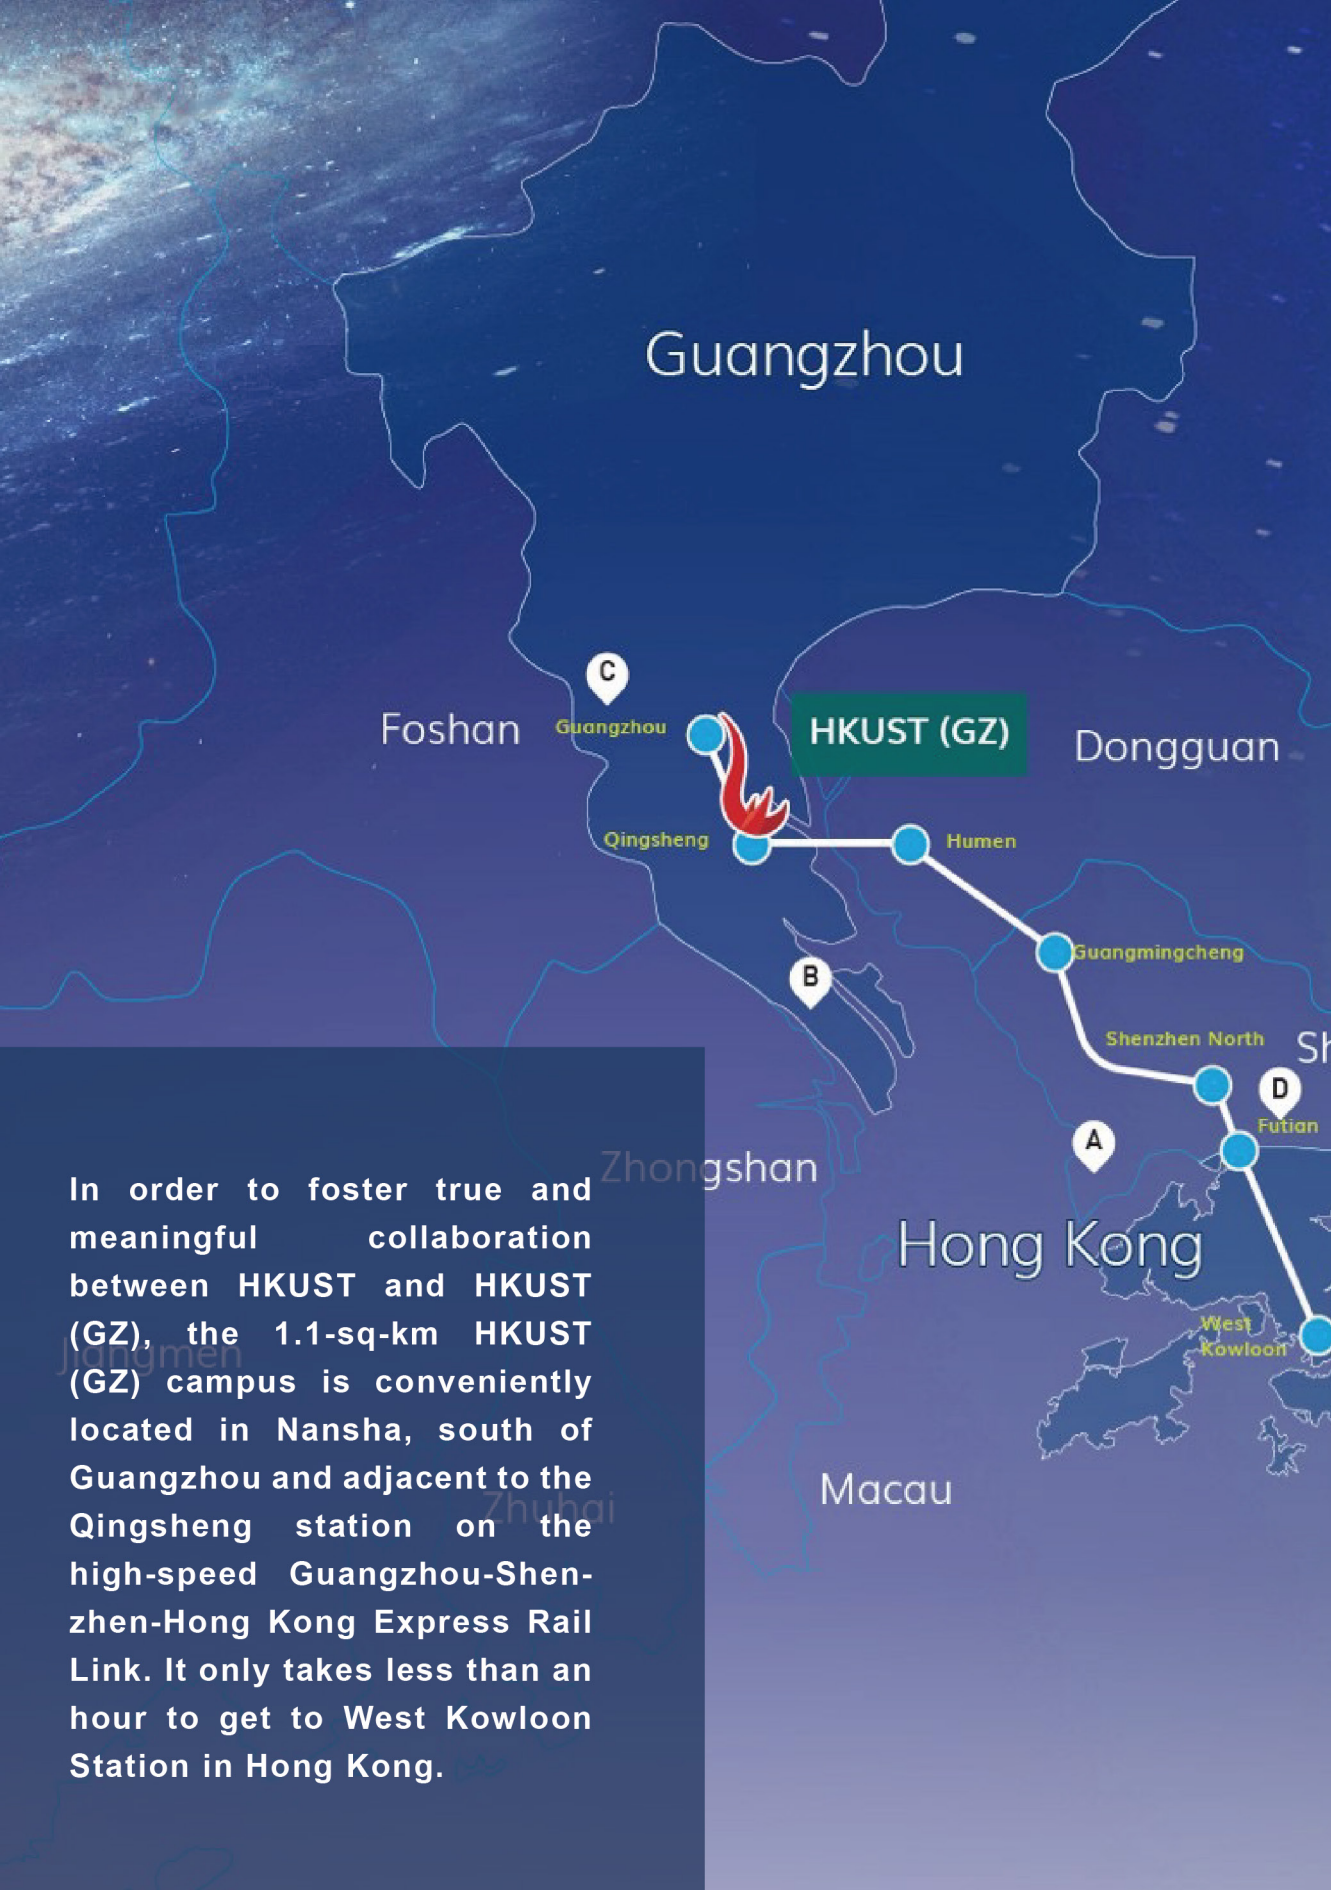 Guangzhou
C
Foshan
Guangzhou
HKUST (GZ)
Dongguan
Qingsheng
Humen
Guangmingcheng
B
Shenzhen North
Sh
D
Futian
A
Zhongshan
Hong Kong
West
Kowloon
Jiangmen
Zhuhai
Macau
In order to foster true and
meaningful collaboration
between HKUST and HKUST
(GZ), the 1.1-sq-km HKUST
(GZ) campus is conveniently
located in Nansha, south of
Guangzhou and adjacent to the
Qingsheng station on the
high-speed Guangzhou-Shen-
zhen-Hong Kong Express Rail
Link. It only takes less than an
hour to get to West Kowloon
Station in Hong Kong.